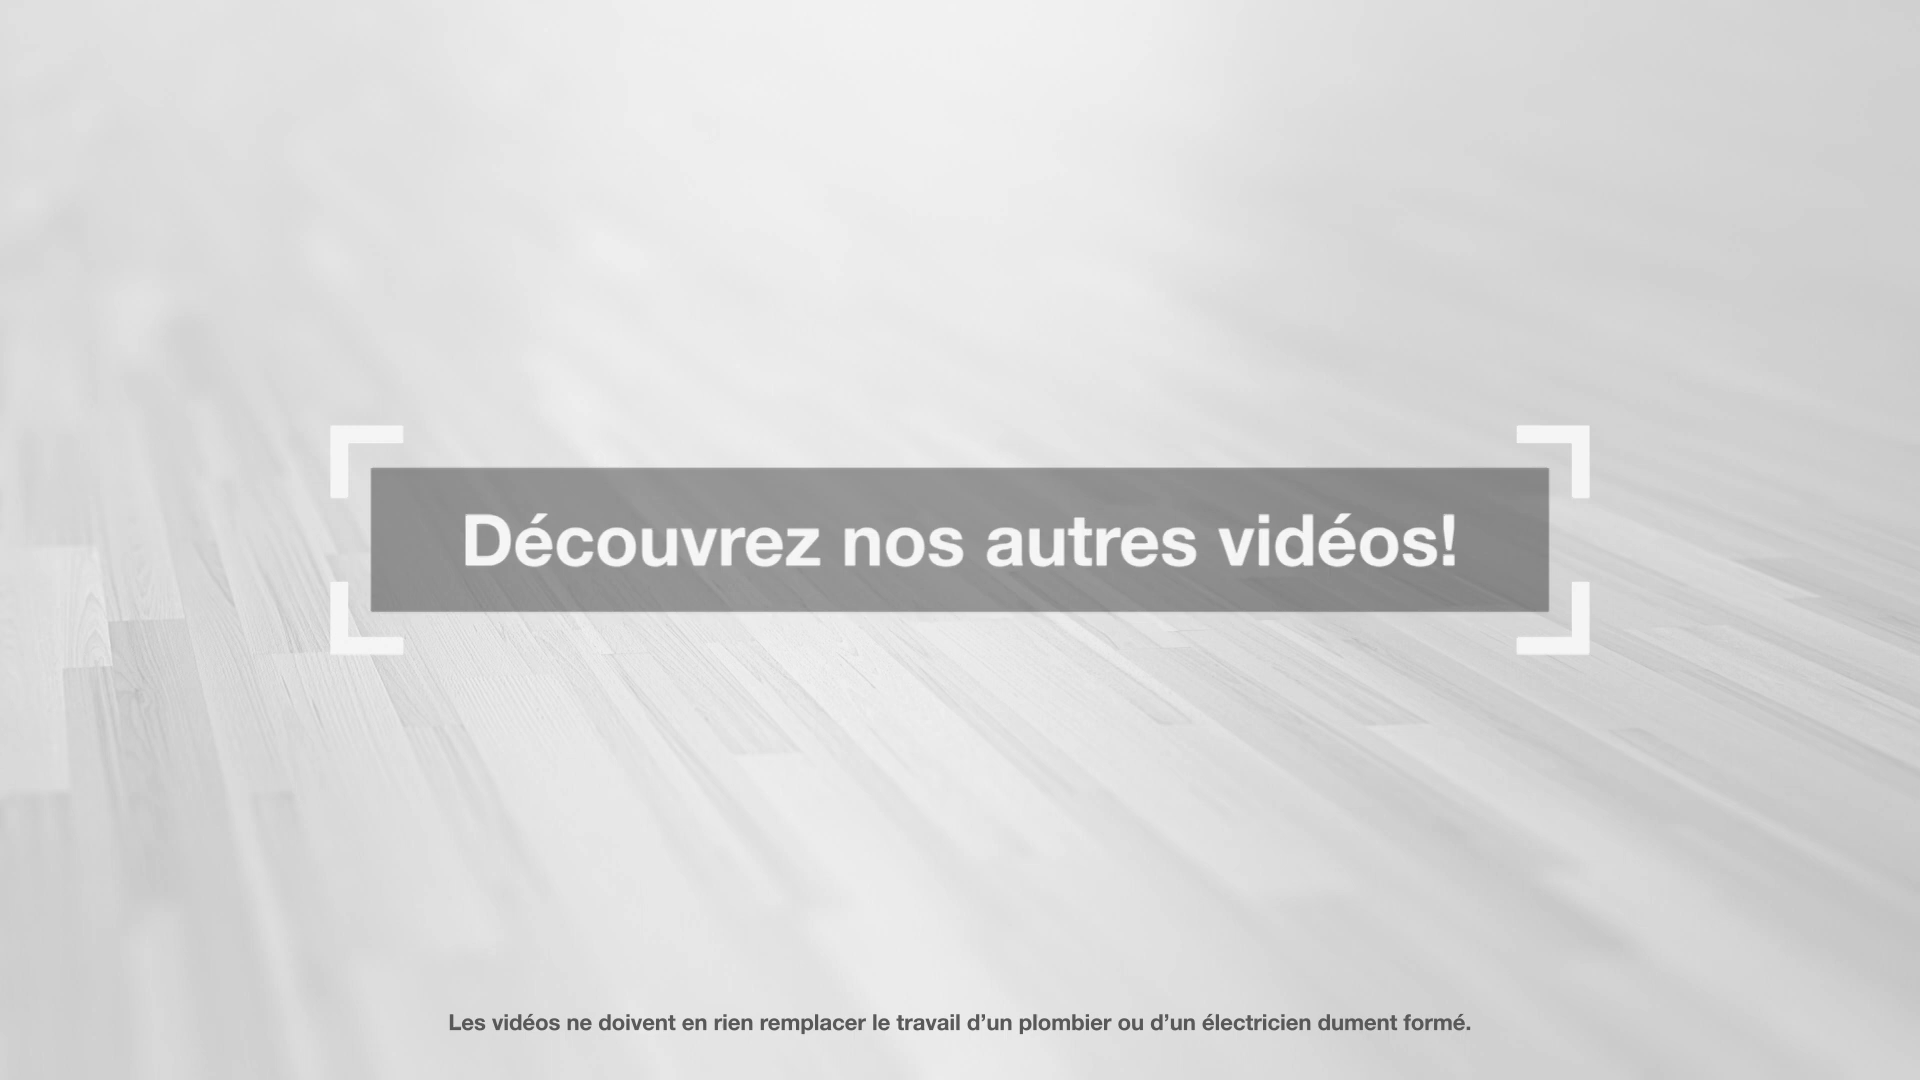 Découvrez nos autres vidéos!
Les vidéos ne doivent en rien remplacer le travail d’un plombier ou d’un électricien dument formé.